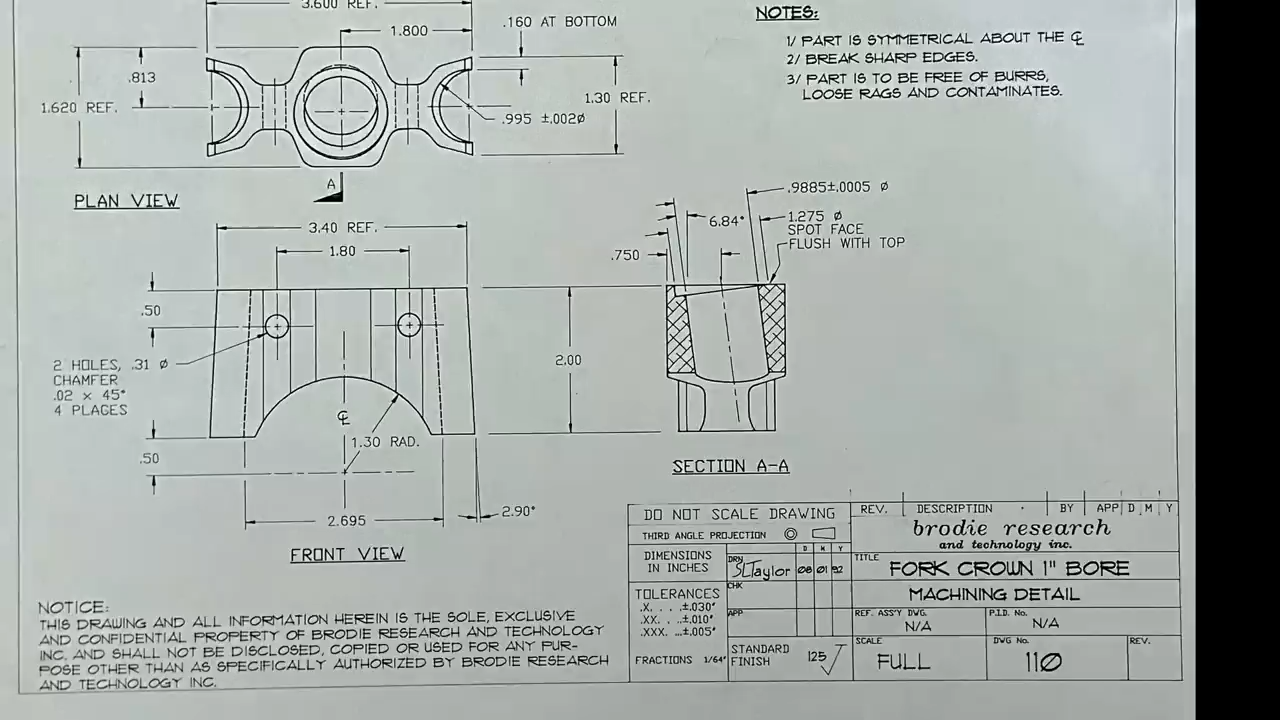 3.600 REF.
1.800
.160 AT BOTTOM
.813
1.620 REF.
1.30 REF.
.995 ±.002Ø
A
PLAN VIEW
NOTES:
1/ PART IS SYMMETRICAL ABOUT THE ℄
2/ BREAK SHARP EDGES.
3/ PART IS TO BE FREE OF BURRS,
LOOSE RAGS AND CONTAMINATES.
3.40 REF.
1.80
.50
2 HOLES, .31 Ø
CHAMFER
.02 × 45°
4 PLACES
.50
℄
1.30 RAD.
2.00
2.695
2.90°
FRONT VIEW
.9885±.0005 Ø
6.84°
1.275 Ø
SPOT FACE
FLUSH WITH TOP
.750
SECTION A-A
NOTICE:
THIS DRAWING AND ALL INFORMATION HEREIN IS THE SOLE, EXCLUSIVE
AND CONFIDENTIAL PROPERTY OF BRODIE RESEARCH AND TECHNOLOGY
INC. AND SHALL NOT BE DISCLOSED, COPIED OR USED FOR ANY PUR-
POSE OTHER THAN AS SPECIFICALLY AUTHORIZED BY BRODIE RESEARCH
AND TECHNOLOGY INC.
DO NOT SCALE DRAWING
THIRD ANGLE PROJECTION
DIMENSIONS
IN INCHES
TOLERANCES
.X. . . .±.030"
.XX. . . .±.010"
.XXX. ...±.005"
FRACTIONS 1/64"
D M Y
DRN
SLTaylor 08 01 92
CHK
APP
STANDARD
FINISH
125
REV. DESCRIPTION BY APP D M Y
brodie research
and technology inc.
TITLE
FORK CROWN 1" BORE
MACHINING DETAIL
REF. ASS'Y DWG.
N/A
P.I.D. No.
N/A
SCALE
FULL
DWG No.
110
REV.